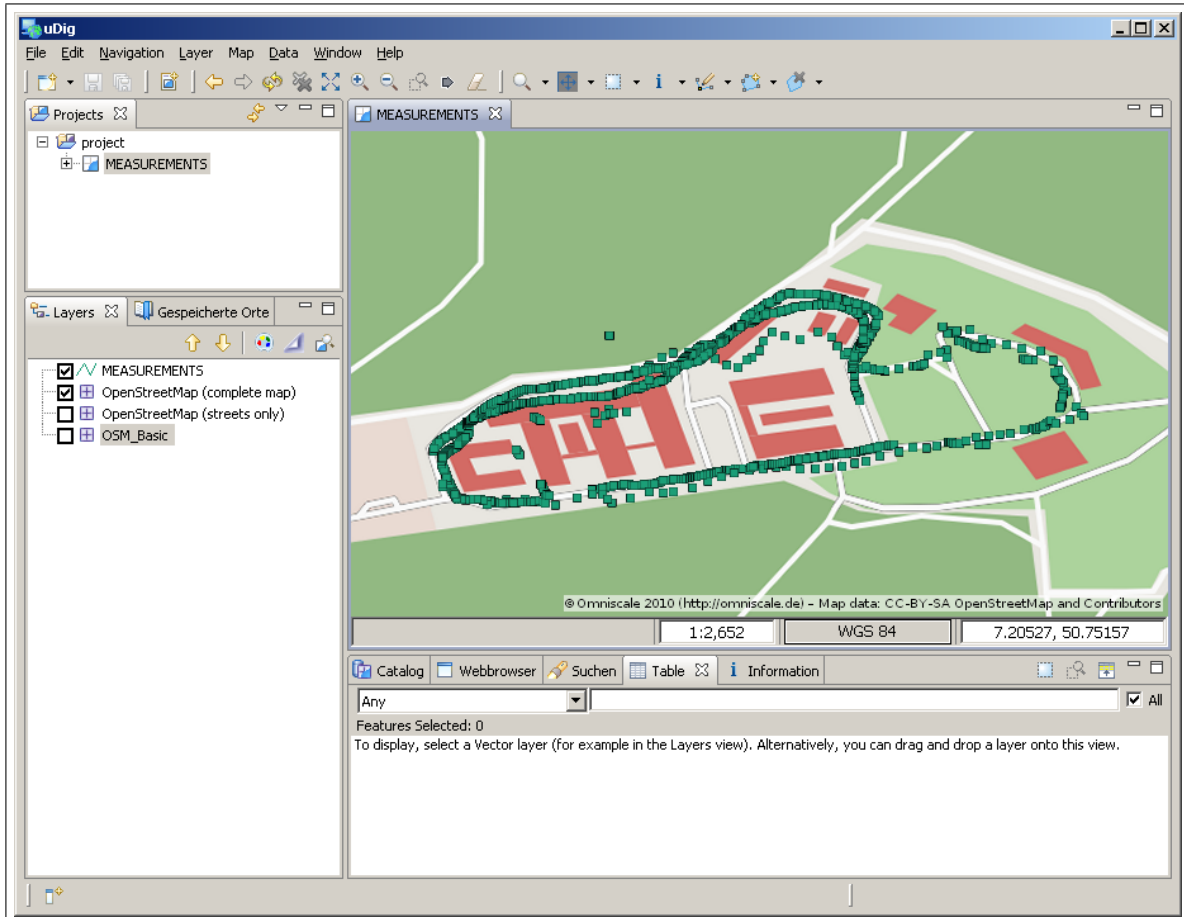 uDig
File Edit Navigation Layer Map Data Window Help
Projects
MEASUREMENTS
project
MEASUREMENTS
Layers Gespeicherte Orte
MEASUREMENTS
OpenStreetMap (complete map)
OpenStreetMap (streets only)
OSM_Basic
© Omniscale 2010 (http://omniscale.de) - Map data: CC-BY-SA OpenStreetMap and Contributors
1:2,652 WGS 84 7.20527, 50.75157
Catalog Webbrowser Suchen Table Information
Any All
Features Selected: 0
To display, select a Vector layer (for example in the Layers view). Alternatively, you can drag and drop a layer onto this view.